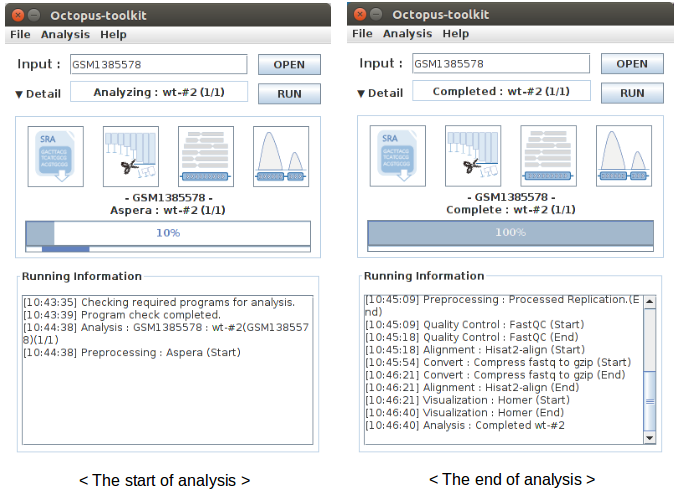 Octopus-toolkit
File Analysis Help
Input : GSM1385578 OPEN
▼ Detail Analyzing : wt-#2 (1/1) RUN
SRA
GACTTACG
TCATCGCG
ACGTGCTG
- GSM1385578 -
Aspera : wt-#2 (1/1)
10%
Running Information
[10:43:35] Checking required programs for analysis.
[10:43:39] Program check completed.
[10:44:38] Analysis : GSM1385578 : wt-#2(GSM138557
8)(1/1)
[10:44:38] Preprocessing : Aspera (Start)
< The start of analysis >
Octopus-toolkit
File Analysis Help
Input : GSM1385578 OPEN
▼ Detail Completed : wt-#2 (1/1) RUN
SRA
- GSM1385578 -
Complete : wt-#2 (1/1)
100%
Running Information
[10:45:09] Preprocessing : Processed Replication.(E
nd)
[10:45:09] Quality Control : FastQC (Start)
[10:45:18] Quality Control : FastQC (End)
[10:45:18] Alignment : Hisat2-align (Start)
[10:45:54] Convert : Compress fastq to gzip (Start)
[10:46:21] Convert : Compress fastq to gzip (End)
[10:46:21] Alignment : Hisat2-align (End)
[10:46:21] Visualization : Homer (Start)
[10:46:40] Visualization : Homer (End)
[10:46:40] Analysis : Completed wt-#2
< The end of analysis >